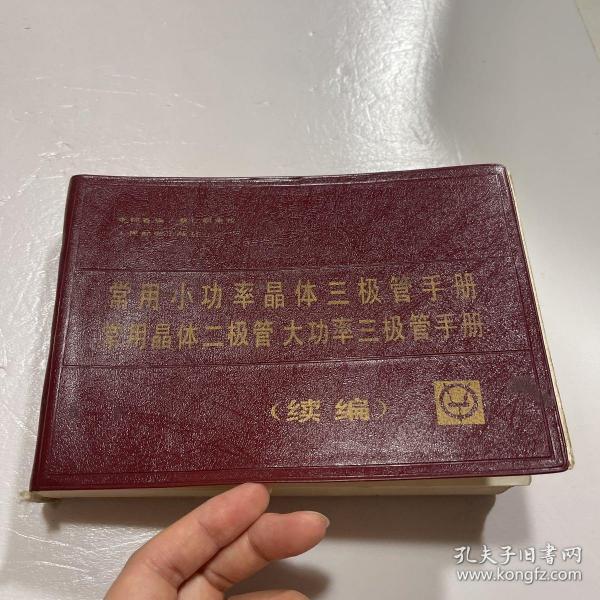 常用小功率晶体三极管手册
常用晶体二极管 大功率三极管手册
（续编）
孔夫子旧书网
www.kongfz.com